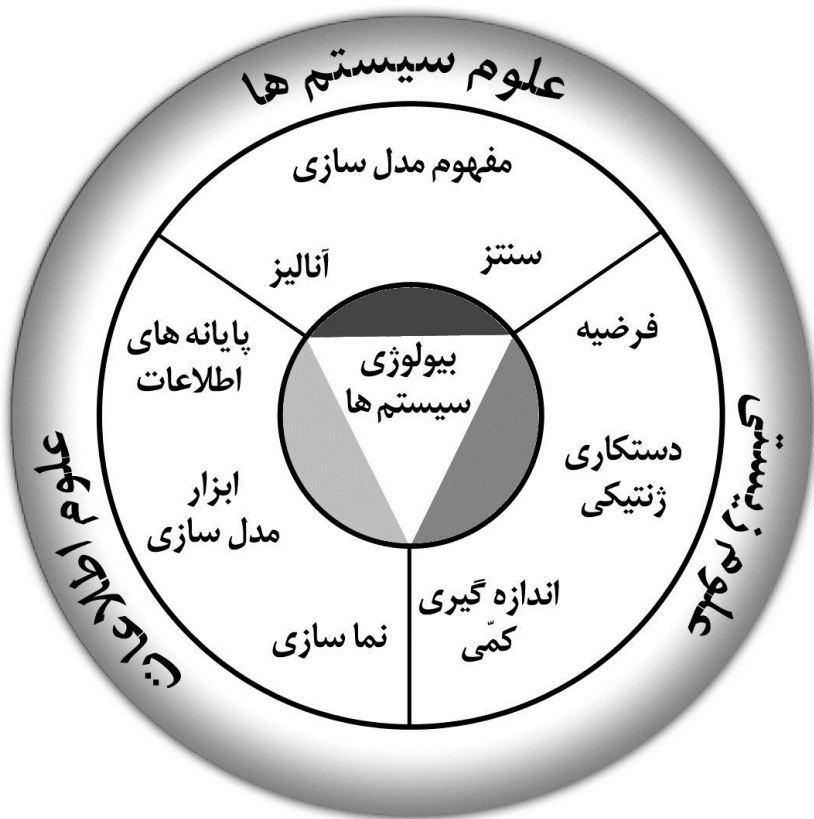 علوم سیستم ها
مفهوم مدل سازی
سنتز
آنالیز
فرضیه
دستکاری
ژنتیکی
اندازه گیری
کمّی
علوم زیستی
بیولوژی
سیستم ها
پایانه های
اطلاعات
ابزار
مدل سازی
نما سازی
علوم اطلاعات